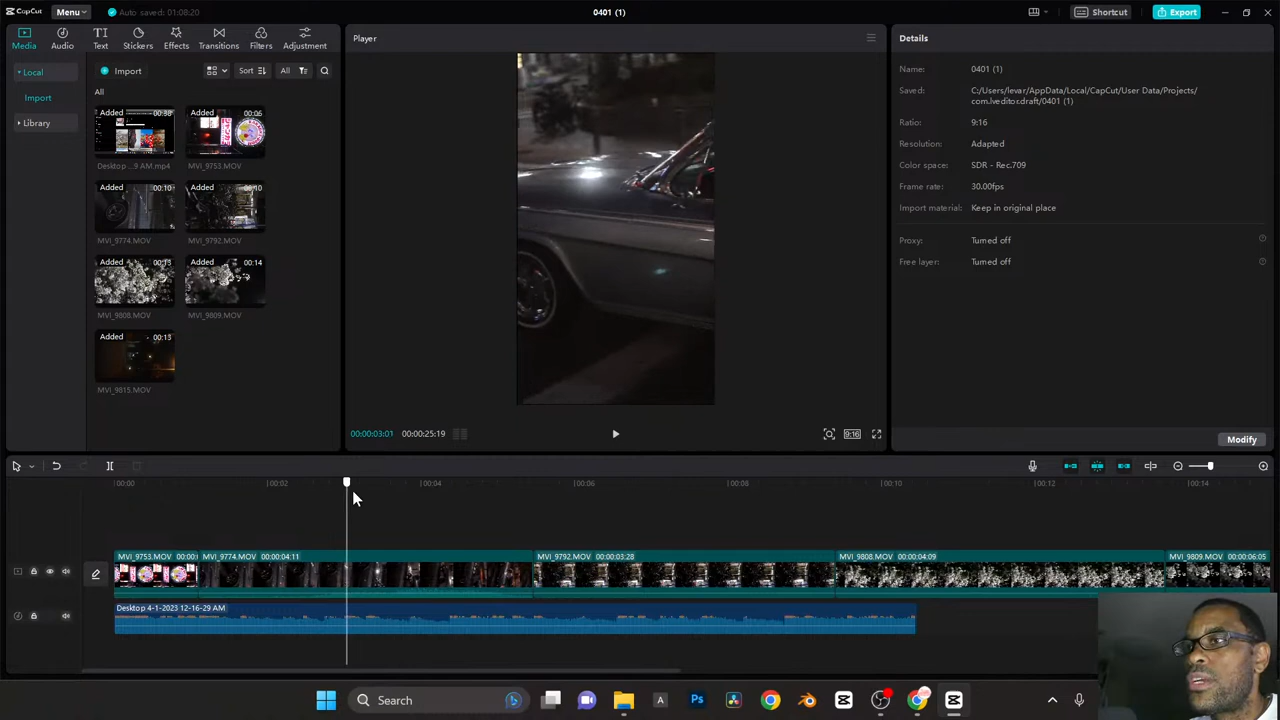 CapCut Menu Auto saved: 01:08:20 0401 (1) Shortcut Export
Media Audio Text Stickers Effects Transitions Filters Adjustment
Local
Import
Library
Import Sort All
All
Added 00:38 Added 00:06
Desktop ...9 AM.mp4 MVI_9753.MOV
Added 00:10 Added 00:10
MVI_9774.MOV MVI_9792.MOV
Added 00:13 Added 00:14
MVI_9808.MOV MVI_9809.MOV
Added 00:13
MVI_9815.MOV
Player
00:00:03:01 00:00:25:19
9:16
Details
Name: 0401 (1)
Saved: C:/Users/levar/AppData/Local/CapCut/User Data/Projects/
com.lveditor.draft/0401 (1)
Ratio: 9:16
Resolution: Adapted
Color space: SDR - Rec.709
Frame rate: 30.00fps
Import material: Keep in original place
Proxy: Turned off
Free layer: Turned off
Modify
00:00 00:02 00:04 00:06 00:08 00:10 00:12 00:14
MVI_9753.MOV MVI_9774.MOV 00:00:04:11 MVI_9792.MOV 00:00:03:28 MVI_9808.MOV 00:00:04:09 MVI_9809.MOV 00:00:06:05
Desktop 4-1-2023 12-16-29 AM
Search
Ps